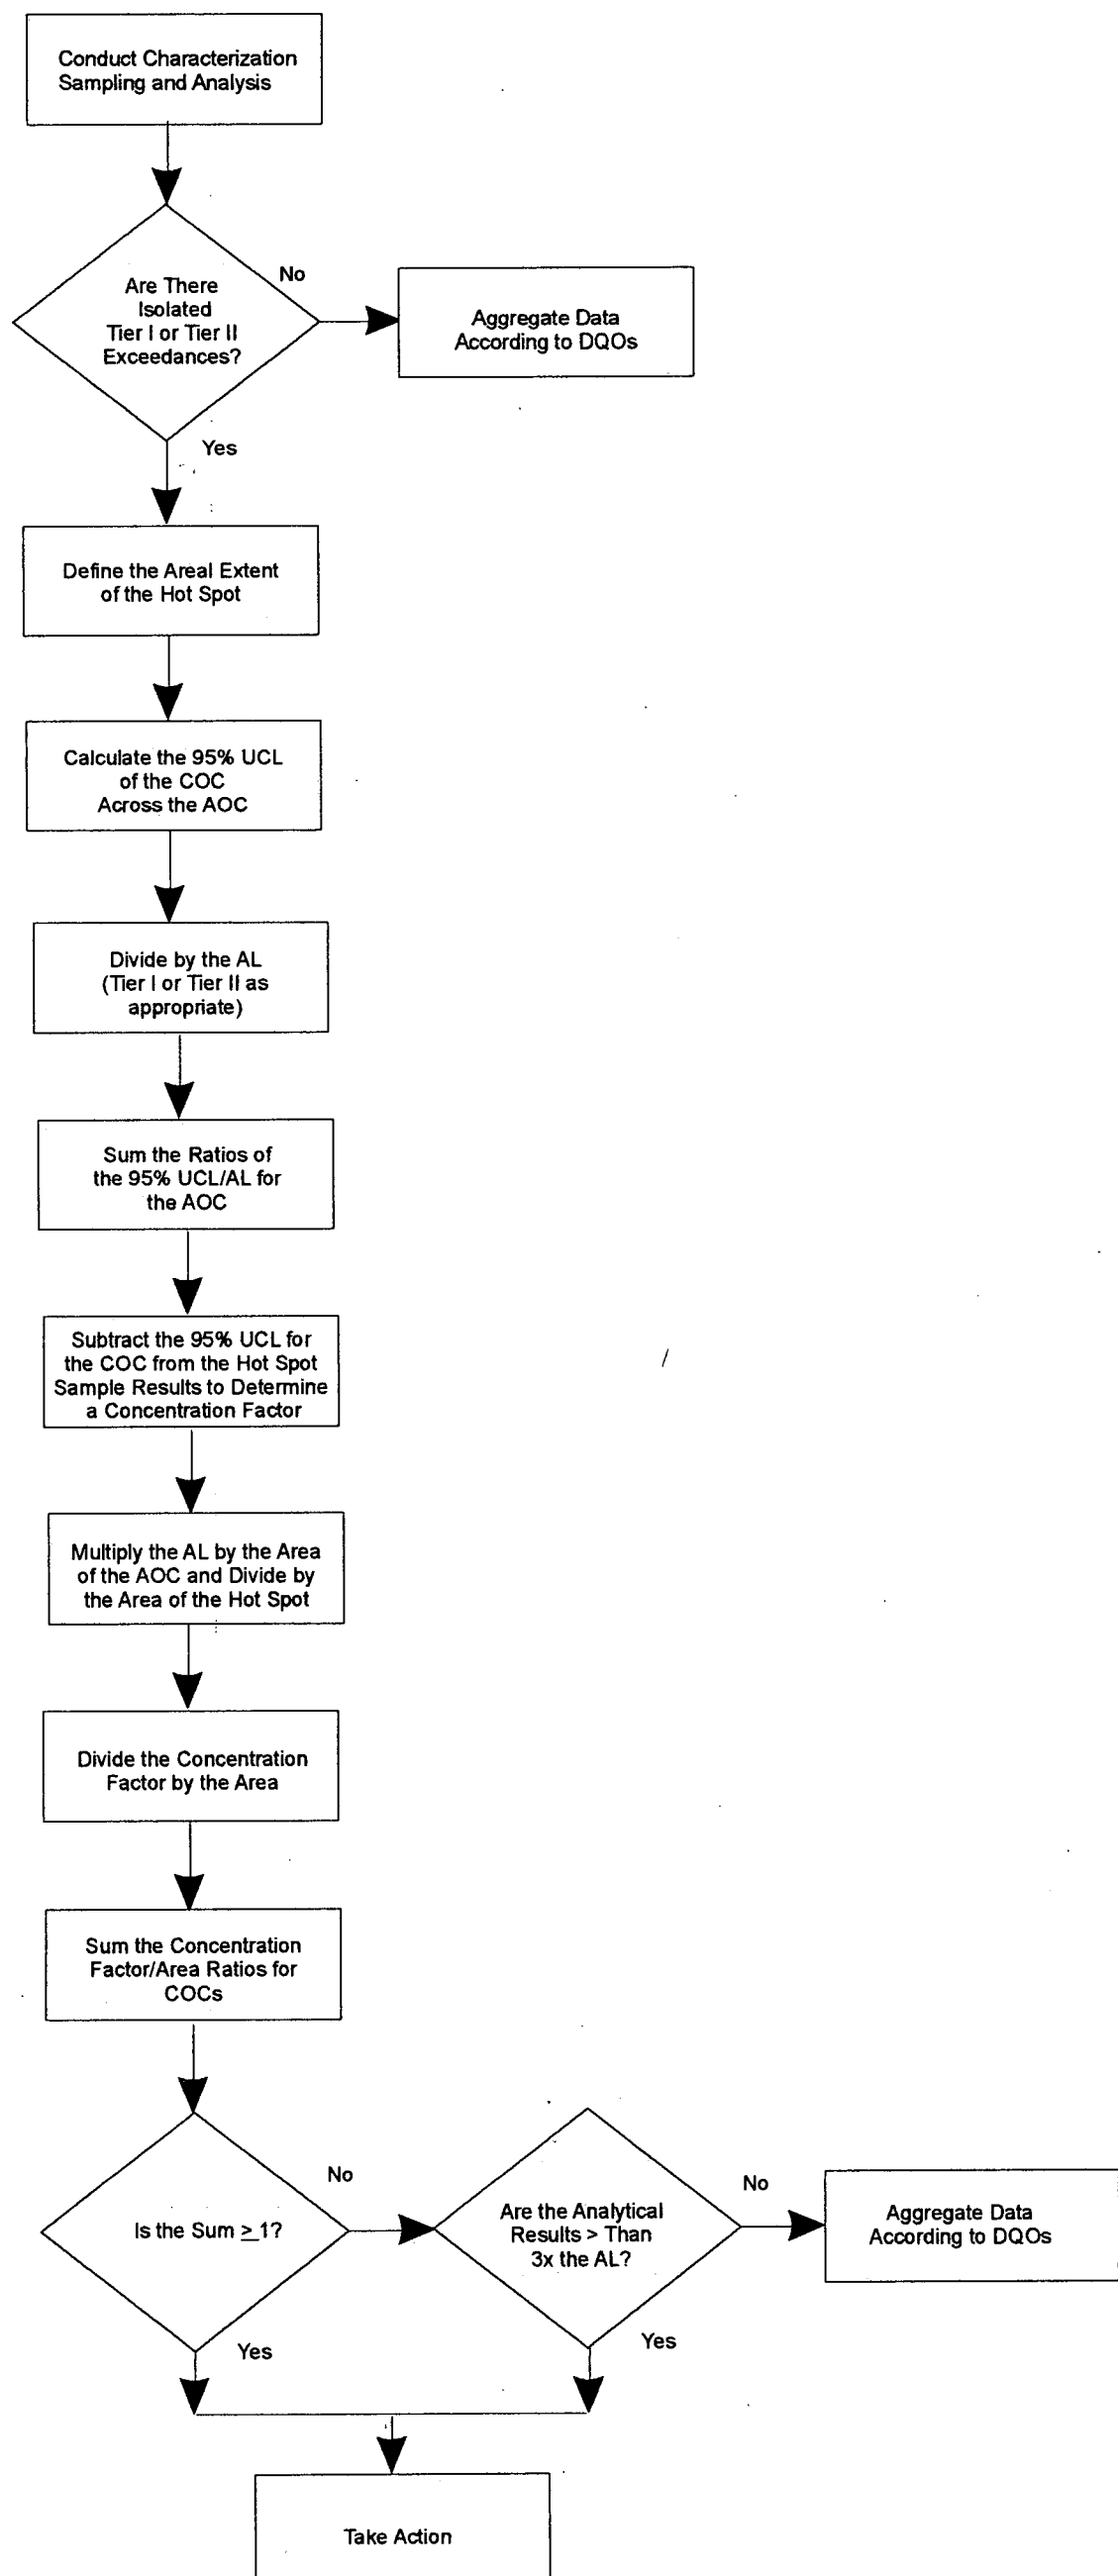 Conduct Characterization
Sampling and Analysis
Are There
Isolated
Tier I or Tier II
Exceedances?
No
Aggregate Data
According to DQOs
Yes
Define the Areal Extent
of the Hot Spot
Calculate the 95% UCL
of the COC
Across the AOC
Divide by the AL
(Tier I or Tier II as
appropriate)
Sum the Ratios of
the 95% UCL/AL for
the AOC
Subtract the 95% UCL for
the COC from the Hot Spot
Sample Results to Determine
a Concentration Factor
Multiply the AL by the Area
of the AOC and Divide by
the Area of the Hot Spot
Divide the Concentration
Factor by the Area
Sum the Concentration
Factor/Area Ratios for
COCs
Is the Sum ≥1?
No
Are the Analytical
Results > Than
3x the AL?
No
Aggregate Data
According to DQOs
Yes
Yes
Take Action